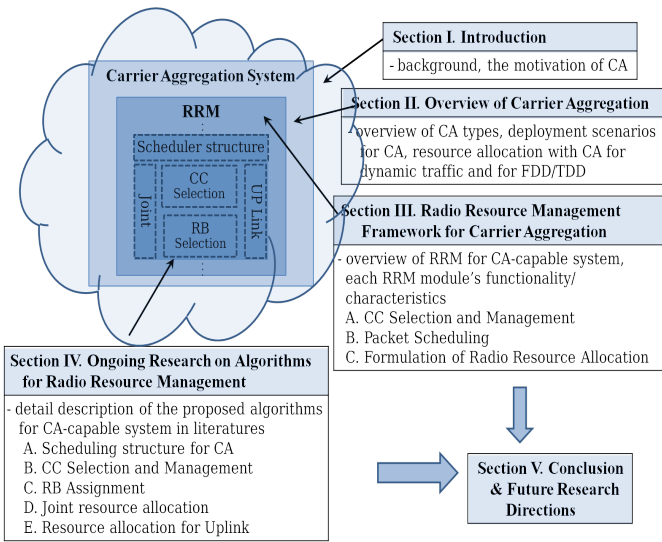 Section I. Introduction
- background, the motivation of CA
Carrier Aggregation System
RRM
Scheduler structure
Joint
CC
Selection
RB
Selection
UP Link
Section II. Overview of Carrier Aggregation
- overview of CA types, deployment scenarios
for CA, resource allocation with CA for
dynamic traffic and for FDD/TDD
Section III. Radio Resource Management
Framework for Carrier Aggregation
- overview of RRM for CA-capable system,
each RRM module's functionality/
characteristics
A. CC Selection and Management
B. Packet Scheduling
C. Formulation of Radio Resource Allocation
Section IV. Ongoing Research on Algorithms
for Radio Resource Management
- detail description of the proposed algorithms
for CA-capable system in literatures
A. Scheduling structure for CA
B. CC Selection and Management
C. RB Assignment
D. Joint resource allocation
E. Resource allocation for Uplink
Section V. Conclusion
& Future Research
Directions